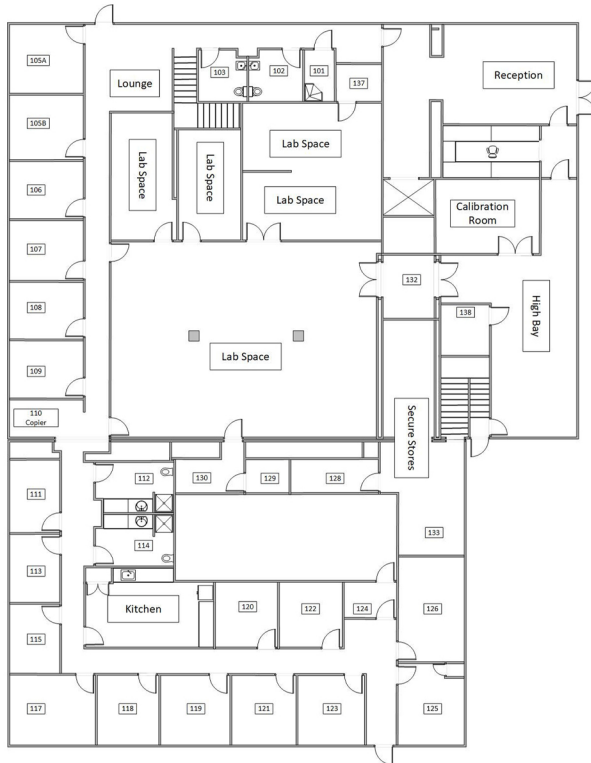 105A
103
102
101
137
Reception
Lounge
105B
Lab Space
Lab Space
Lab Space
Lab Space
106
Calibration
Room
107
132
108
138
High Bay
109
Lab Space
110
Copier
Secure Stores
111
112
130
129
128
113
114
133
Kitchen
120
122
124
126
115
117
118
119
121
123
125